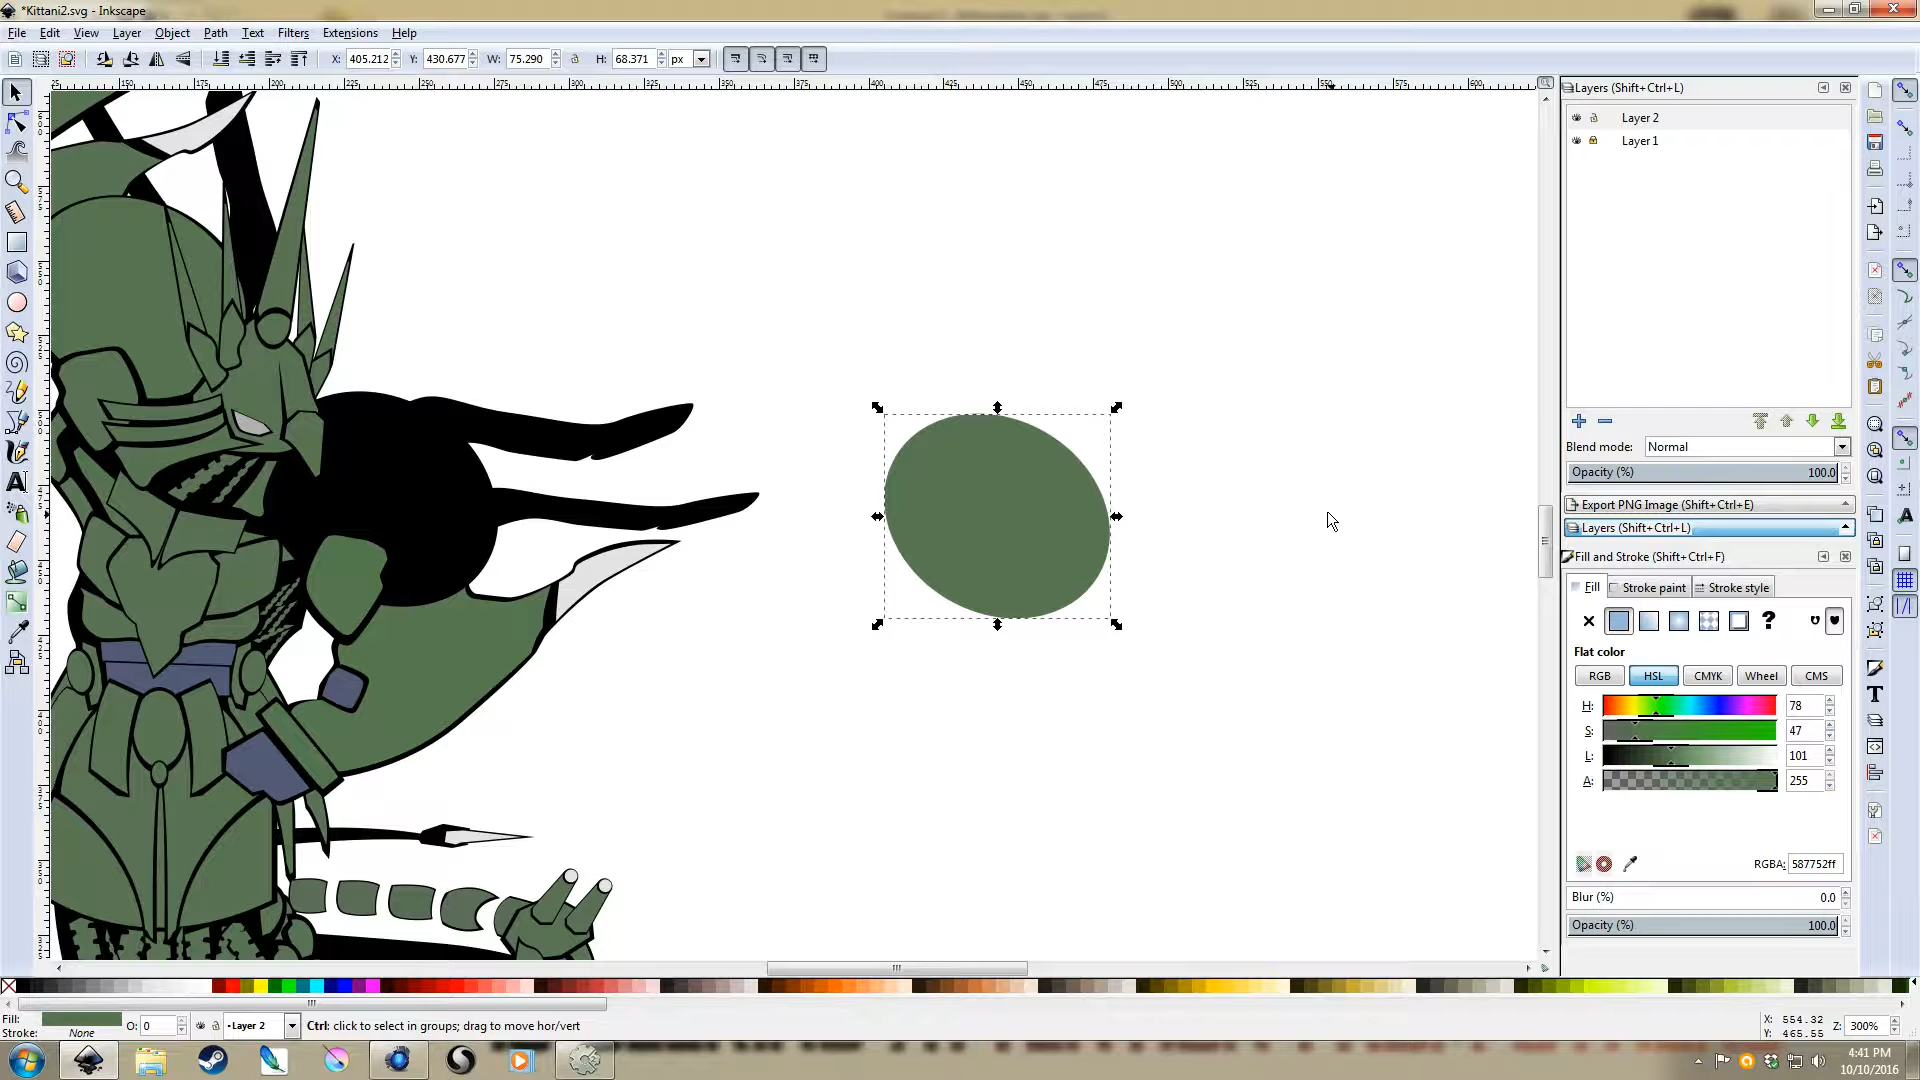 *Kittani2.svg - Inkscape
File Edit View Layer Object Path Text Filters Extensions Help
X: 405.212 Y: 430.677 W: 75.290 H: 68.371 px
Layers (Shift+Ctrl+L)
Layer 2
Layer 1
Blend mode: Normal
Opacity (%) 100.0
Export PNG Image (Shift+Ctrl+E)
Layers (Shift+Ctrl+L)
Fill and Stroke (Shift+Ctrl+F)
Fill Stroke paint Stroke style
Flat color
RGB HSL CMYK Wheel CMS
H: 78
S: 47
L: 101
A: 255
RGBA: 587752ff
Blur (%) 0.0
Opacity (%) 100.0
Fill:
Stroke: None
O: 0
•Layer 2
Ctrl: click to select in groups; drag to move hor/vert
X: 554.32
Y: 465.55
Z: 300%
4:41 PM
10/10/2016